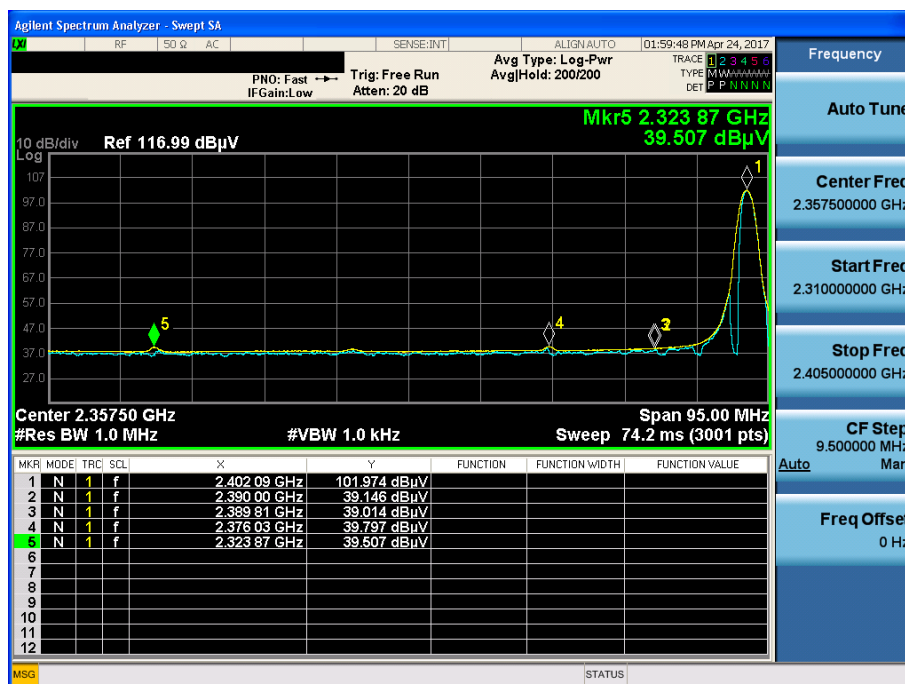 Agilent Spectrum Analyzer - Swept SA
LXI RF 50 Ω AC SENSE:INT ALIGN AUTO 01:59:48 PM Apr 24, 2017
PNO: Fast
IFGain:Low
Trig: Free Run
Atten: 20 dB
Avg Type: Log-Pwr
Avg|Hold: 200/200
TRACE 1 2 3 4 5 6
TYPE M W W W W W
DET P P N N N N
Mkr5 2.323 87 GHz
39.507 dBµV
10 dB/div Ref 116.99 dBµV
Log
107
97.0
87.0
77.0
67.0
57.0
47.0
37.0
27.0
1
5
4
Center 2.35750 GHz Span 95.00 MHz
#Res BW 1.0 MHz #VBW 1.0 kHz Sweep 74.2 ms (3001 pts)
MKR MODE TRC SCL X Y FUNCTION FUNCTION WIDTH FUNCTION VALUE
1 N 1 f 2.402 09 GHz 101.974 dBµV
2 N 1 f 2.390 00 GHz 39.146 dBµV
3 N 1 f 2.389 81 GHz 39.014 dBµV
4 N 1 f 2.376 03 GHz 39.797 dBµV
5 N 1 f 2.323 87 GHz 39.507 dBµV
6
7
8
9
10
11
12
MSG STATUS
Frequency
Auto Tune
Center Freq
2.357500000 GHz
Start Freq
2.310000000 GHz
Stop Freq
2.405000000 GHz
CF Step
9.500000 MHz
Auto Man
Freq Offset
0 Hz